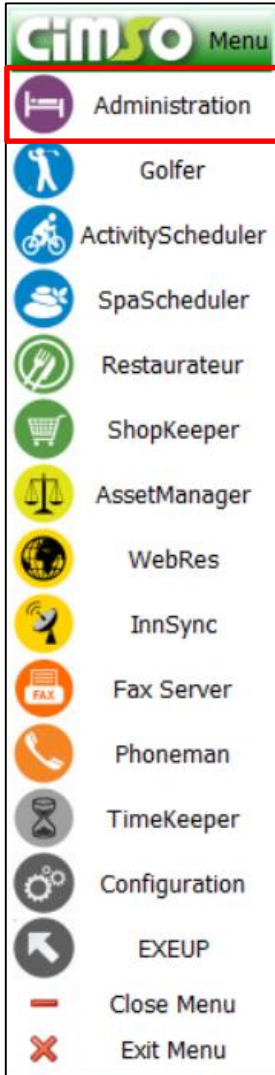 CiMSO Menu
Administration
Golfer
ActivityScheduler
SpaScheduler
Restaurateur
ShopKeeper
AssetManager
WebRes
InnSync
FAX Fax Server
Phoneman
TimeKeeper
Configuration
EXEUP
Close Menu
Exit Menu